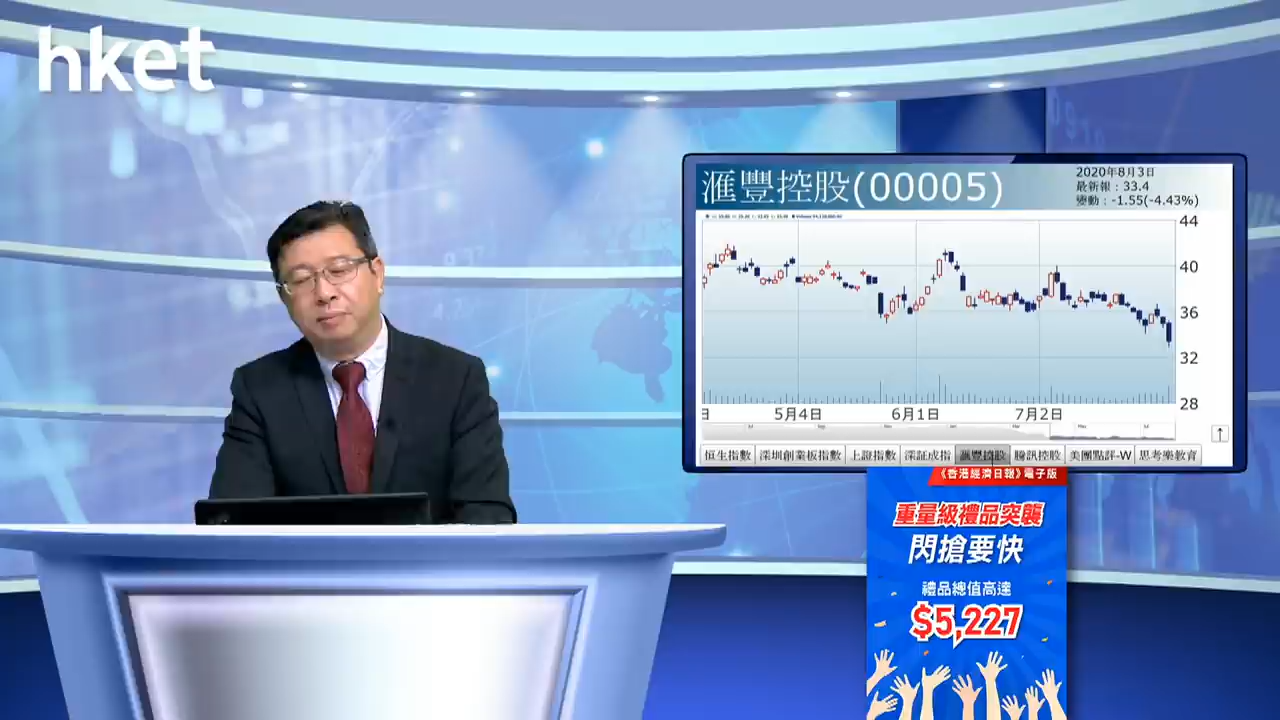 hket
滙豐控股(00005)
2020年8月3日
最新報：33.4
變動：-1.55(-4.43%)
44
40
36
32
28
日
5月4日
6月1日
7月2日
恒生指數
深圳創業板指數
上證指數
深証成指
滙豐控股
騰訊控股
美團點評-W
思考樂教育
《香港經濟日報》電子版
重量級禮品突襲
閃搶要快
禮品總值高達
$5,227